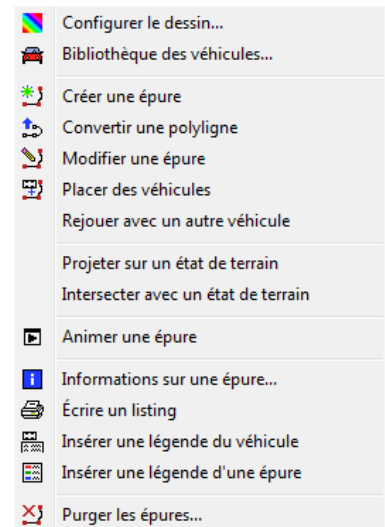 Configurer le dessin...
Bibliothèque des véhicules...
Créer une épure
Convertir une polyligne
Modifier une épure
Placer des véhicules
Rejouer avec un autre véhicule
Projeter sur un état de terrain
Intersecter avec un état de terrain
Animer une épure
Informations sur une épure...
Écrire un listing
Insérer une légende du véhicule
Insérer une légende d'une épure
Purger les épures...